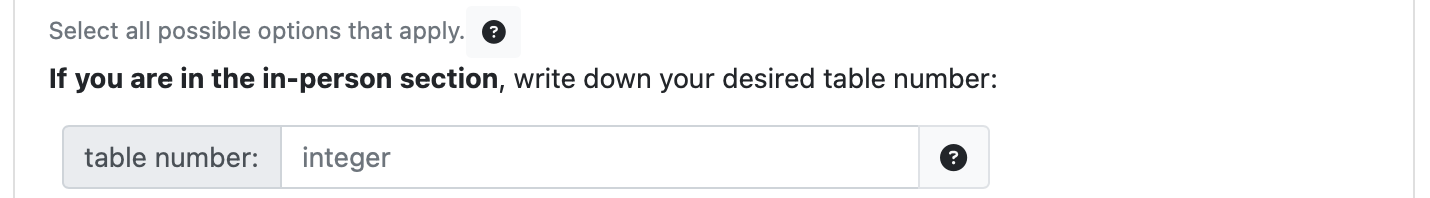 Select all possible options that apply. ?
If you are in the in-person section, write down your desired table number:
table number: integer ?